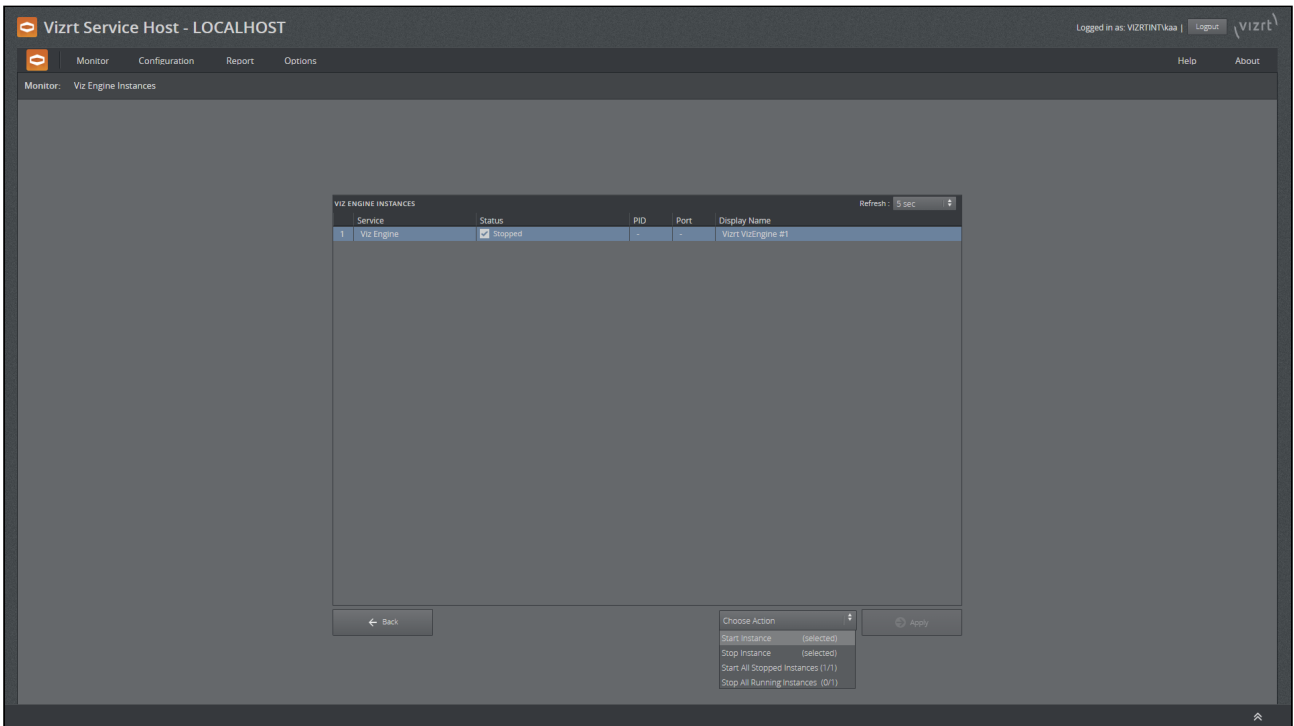 Vizrt Service Host - LOCALHOST
Logged in as: VIZRTINT\kaa | Logout vizrt
Monitor Configuration Report Options Help About
Monitor: Viz Engine Instances
VIZ ENGINE INSTANCES Refresh : 5 sec
Service Status PID Port Display Name
1 Viz Engine Stopped - - Vizrt VizEngine #1
Back Choose Action Apply
Start Instance (selected)
Stop Instance (selected)
Start All Stopped Instances (1/1)
Stop All Running Instances (0/1)